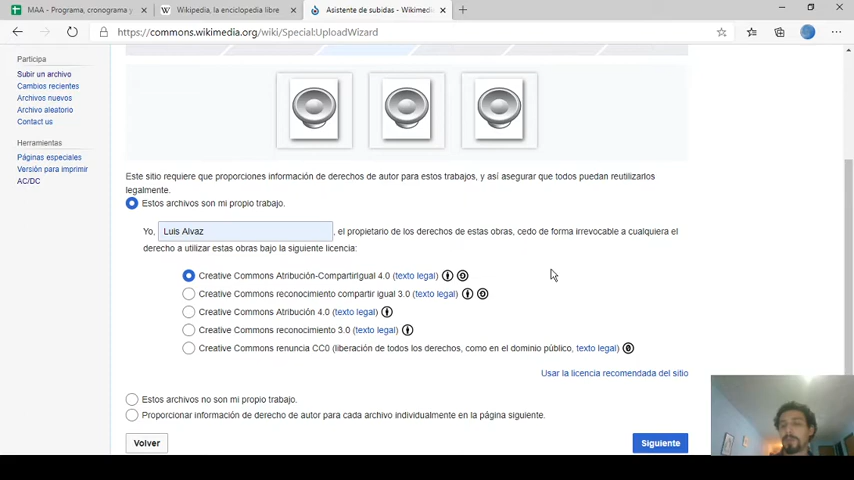 MAA - Programa, cronograma y
Wikipedia, la enciclopedia libre
Asistente de subidas - Wikimedi
https://commons.wikimedia.org/wiki/Special:UploadWizard
Participa
Subir un archivo
Cambios recientes
Archivos nuevos
Archivo aleatorio
Contact us
Herramientas
Páginas especiales
Versión para imprimir
AC/DC
Este sitio requiere que proporciones información de derechos de autor para estos trabajos, y así asegurar que todos puedan reutilizarlos
legalmente.
Estos archivos son mi propio trabajo.
Yo, Luis Alvaz , el propietario de los derechos de estas obras, cedo de forma irrevocable a cualquiera el
derecho a utilizar estas obras bajo la siguiente licencia:
Creative Commons Atribución-CompartirIgual 4.0 (texto legal)
Creative Commons reconocimiento compartir igual 3.0 (texto legal)
Creative Commons Atribución 4.0 (texto legal)
Creative Commons reconocimiento 3.0 (texto legal)
Creative Commons renuncia CC0 (liberación de todos los derechos, como en el dominio público, texto legal)
Usar la licencia recomendada del sitio
Estos archivos no son mi propio trabajo.
Proporcionar información de derecho de autor para cada archivo individualmente en la página siguiente.
Volver
Siguiente